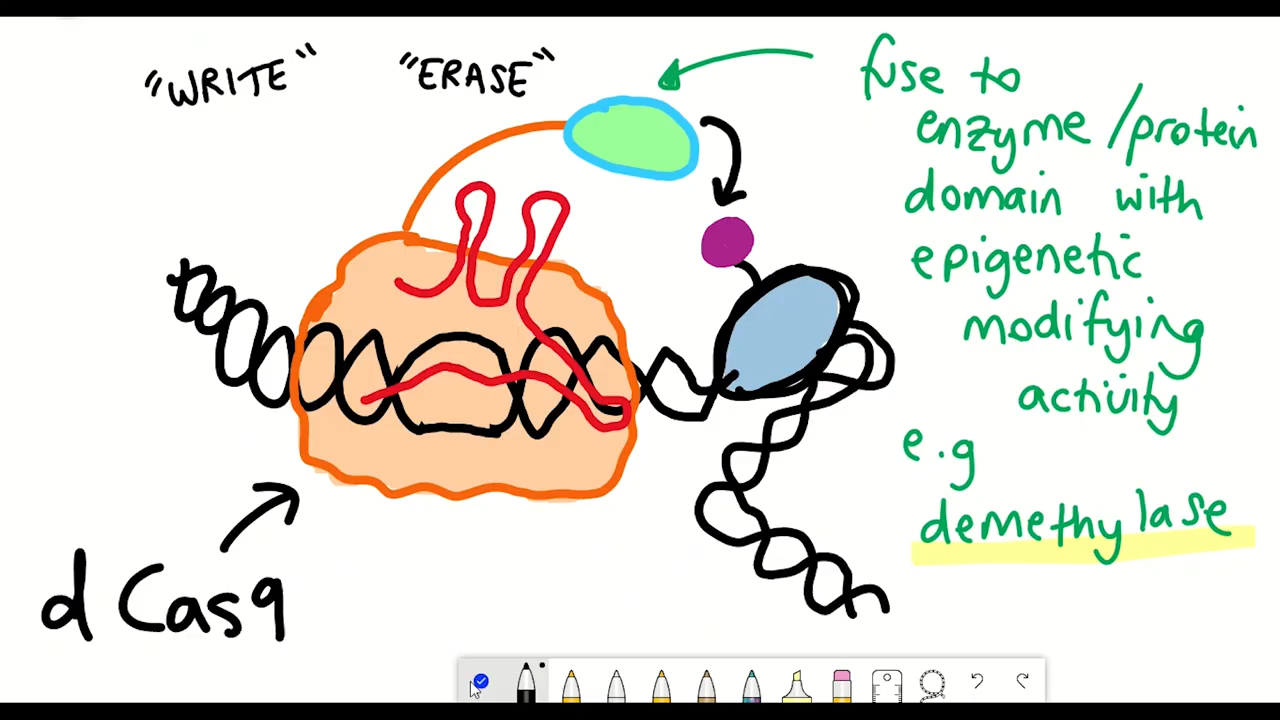 "WRITE" "ERASE"
fuse to
enzyme/protein
domain with
epigenetic
modifying
activity
e.g
demethylase
dCas9